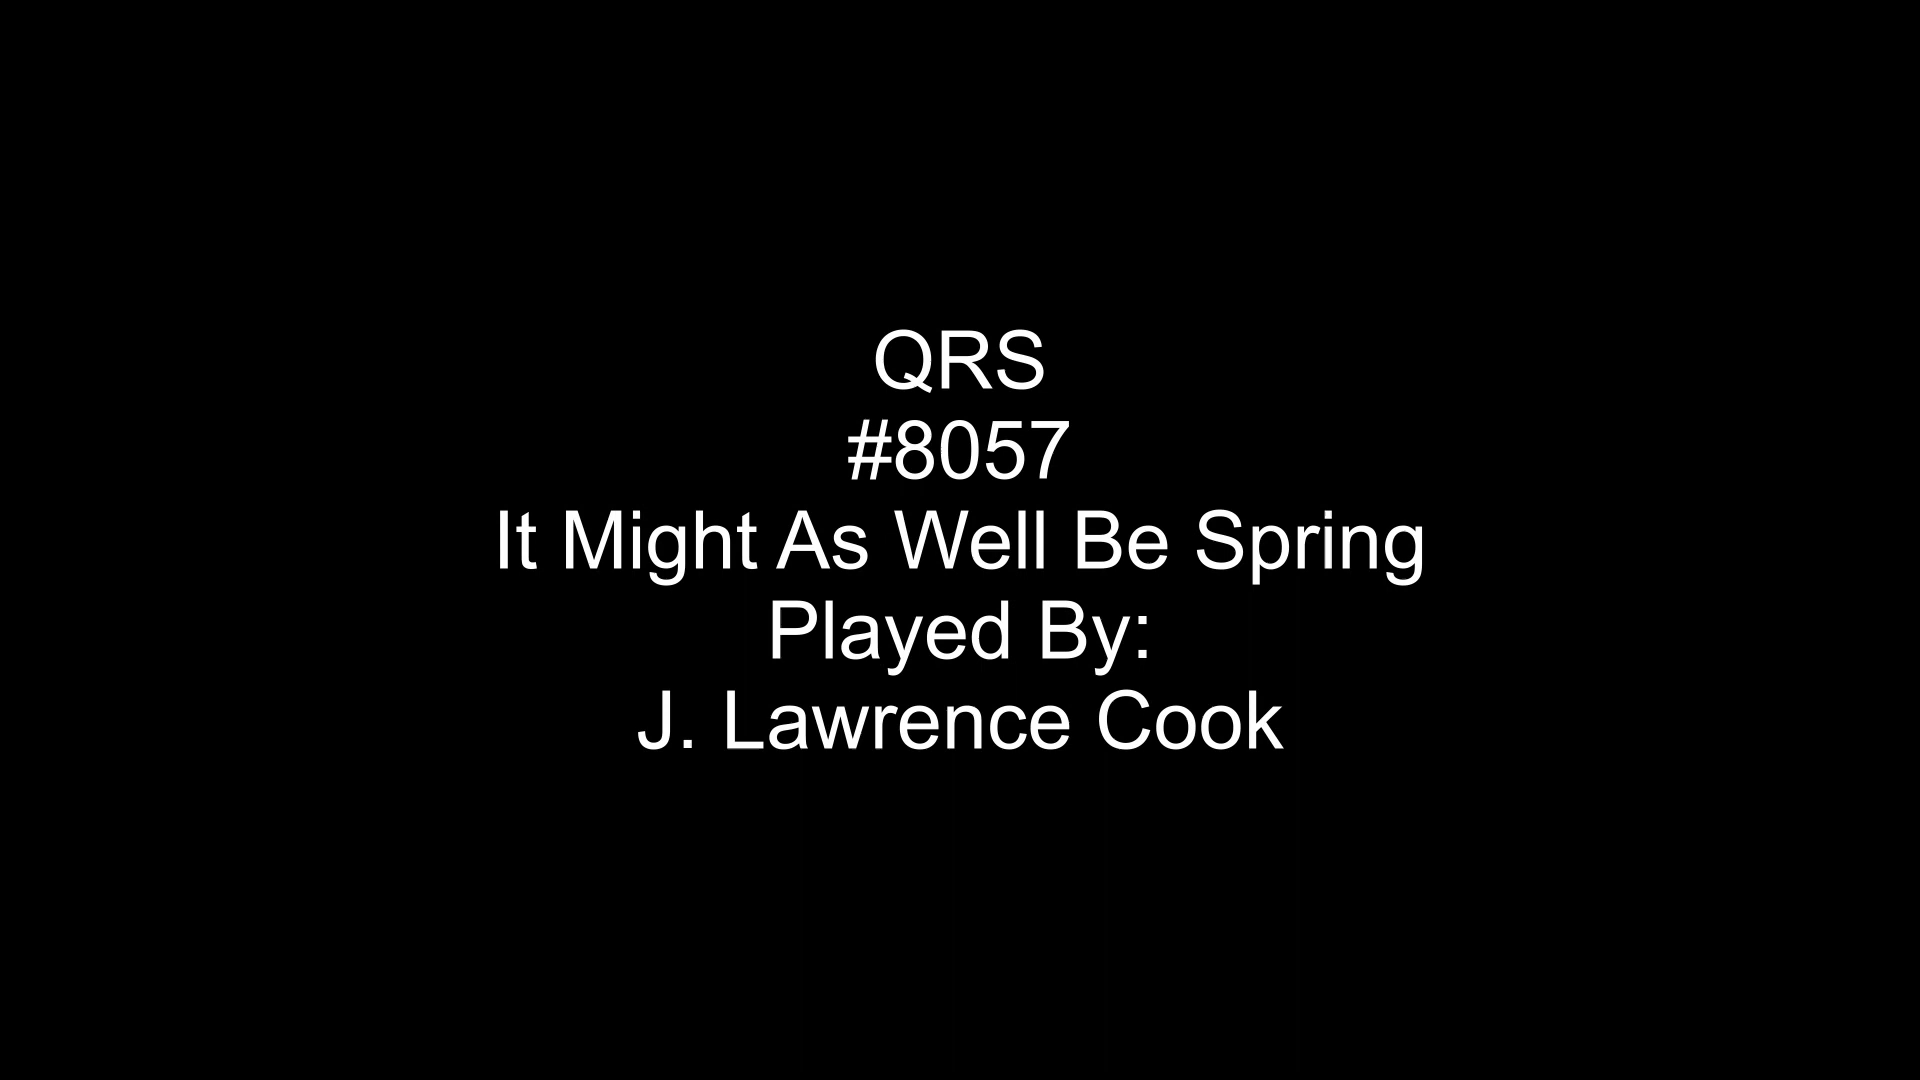 QRS
#8057
It Might As Well Be Spring
Played By:
J. Lawrence Cook